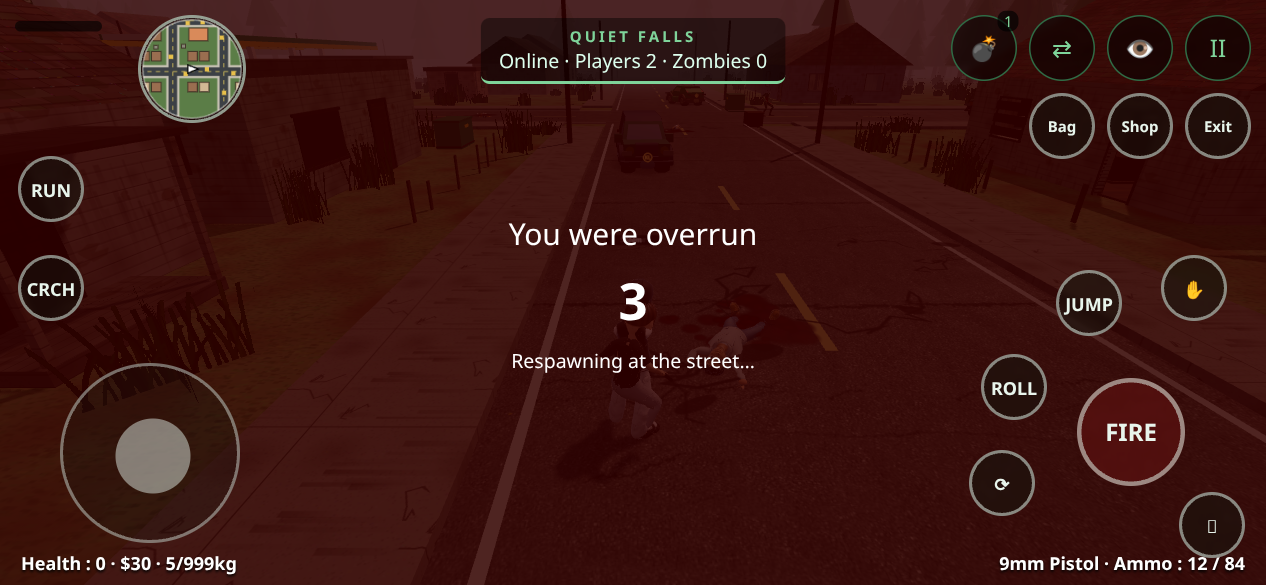 QUIET FALLS
Online · Players 2 · Zombies 0
1
II
Bag
Shop
Exit
RUN
CRCH
You were overrun
3
Respawning at the street...
JUMP
ROLL
FIRE
Health : 0 · $30 · 5/999kg
9mm Pistol · Ammo : 12 / 84